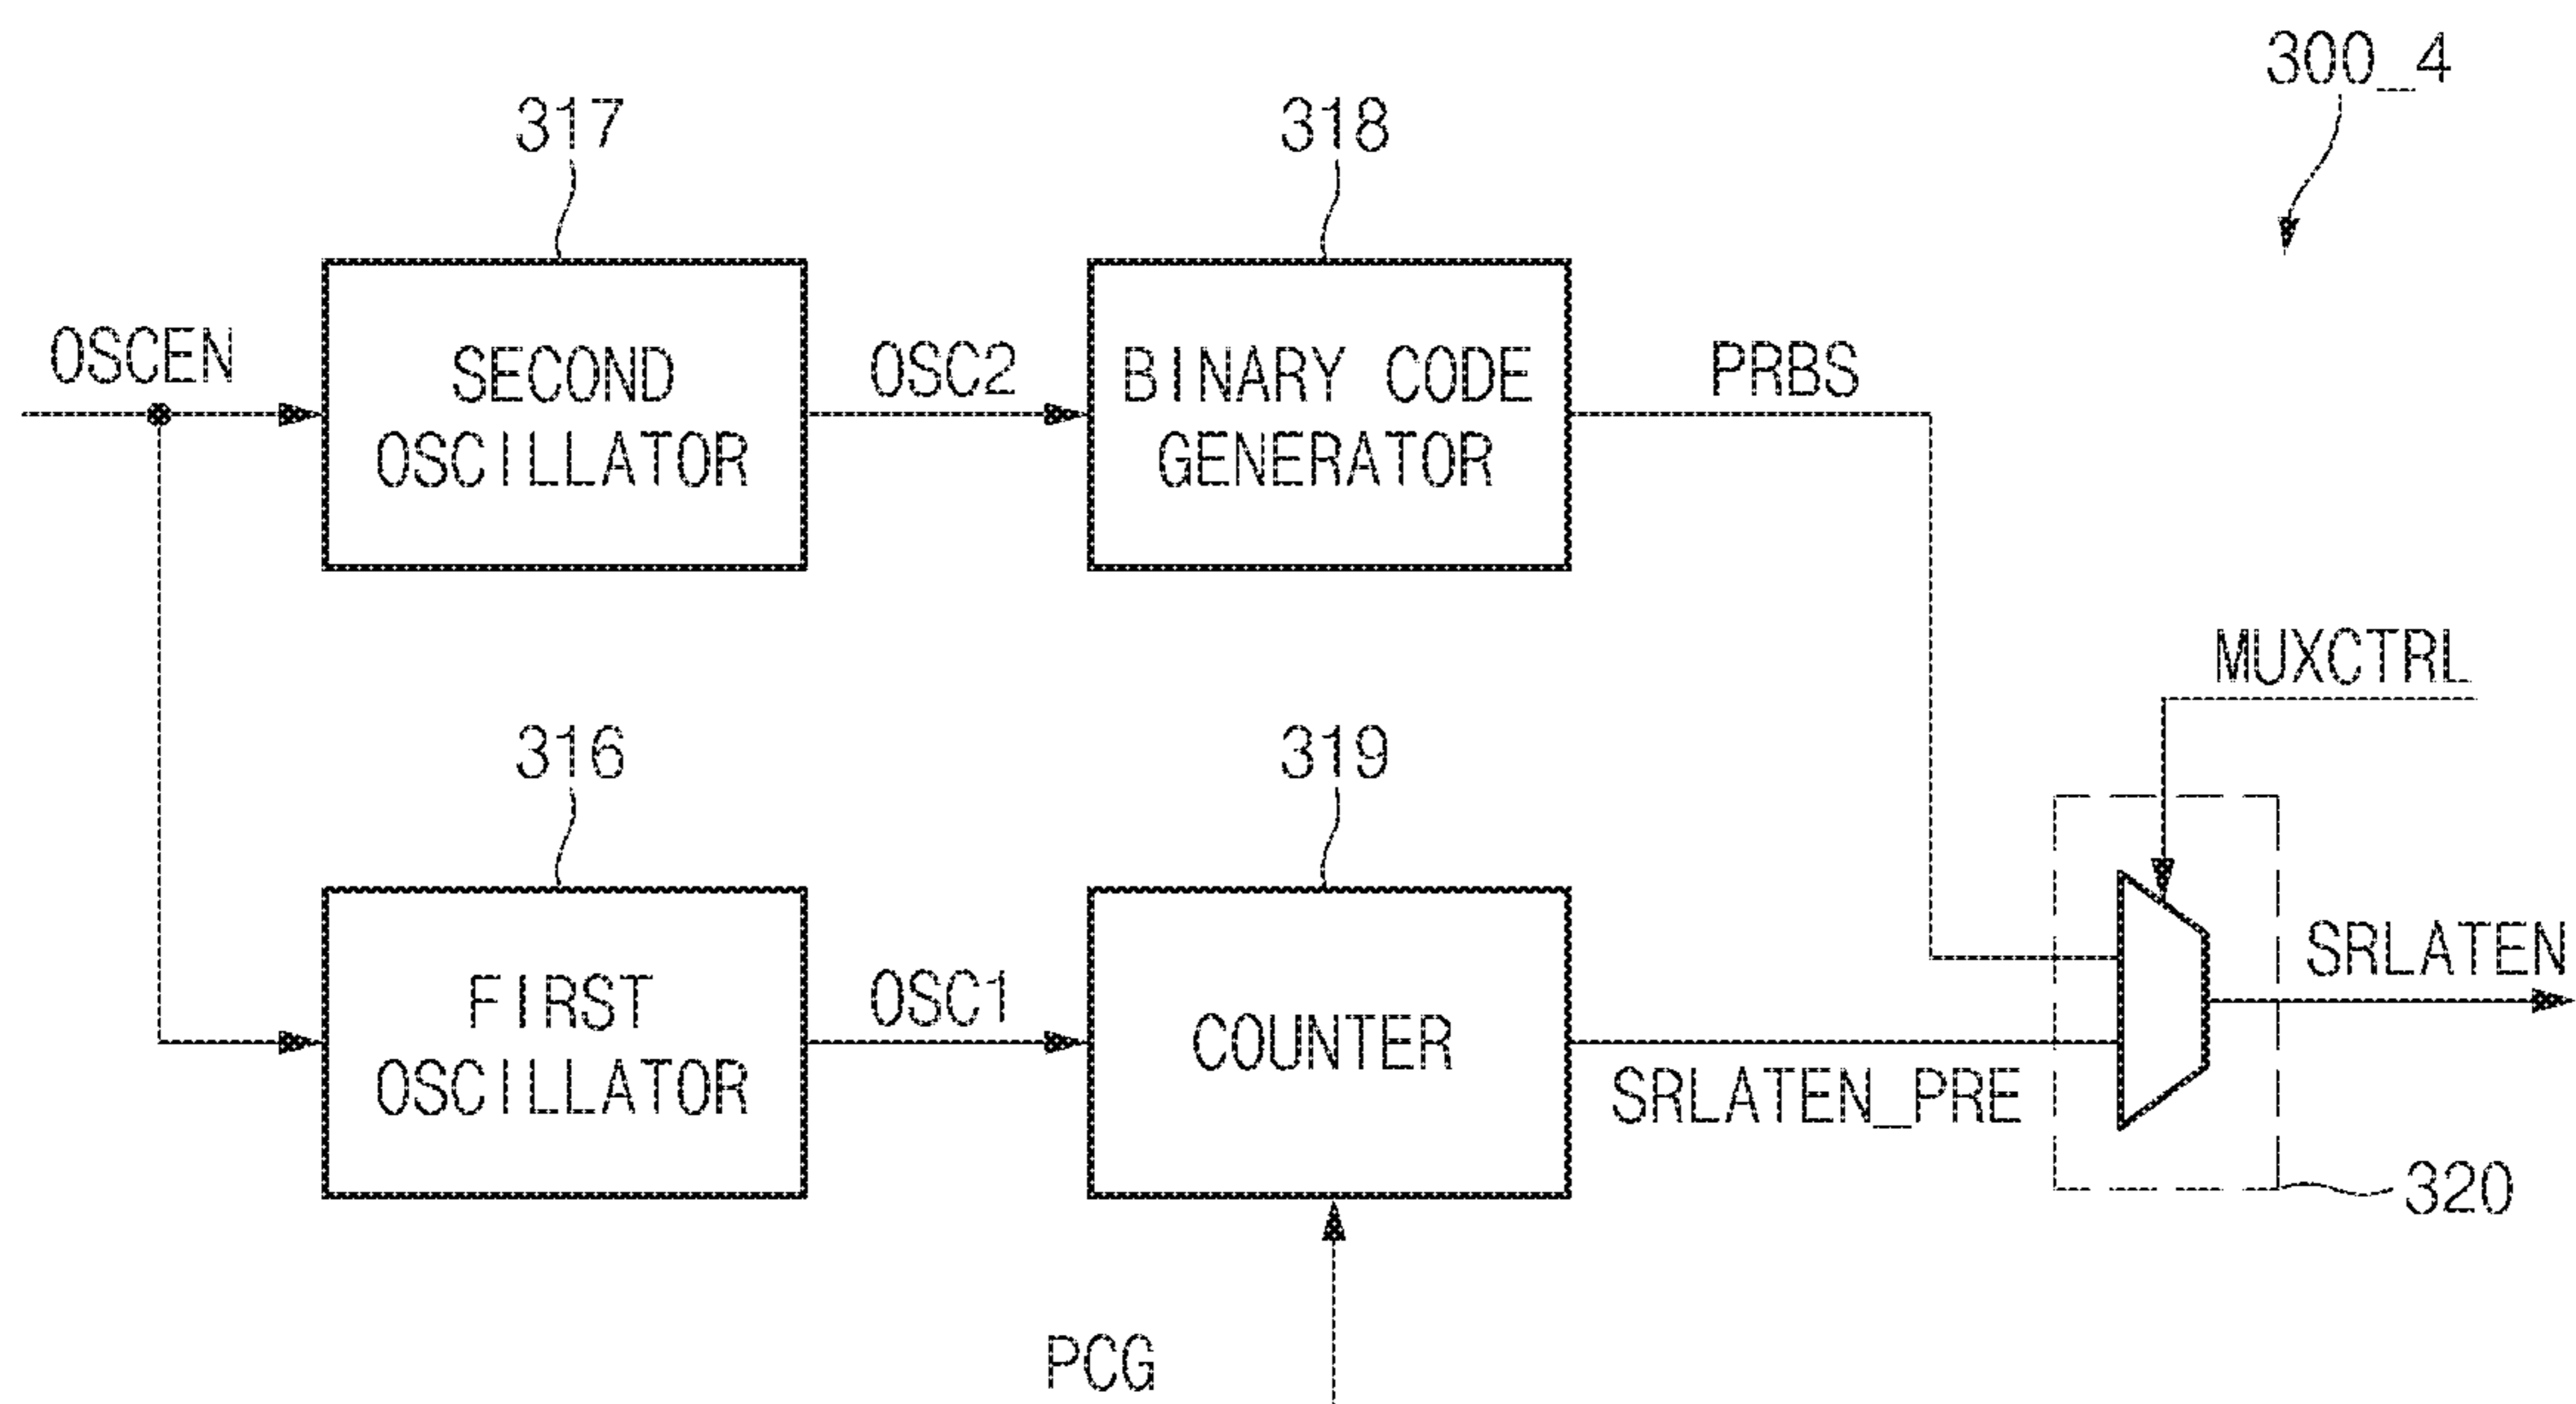 300_4
317
318
OSCEN
SECOND
OSCILLATOR
OSC2
BINARY CODE
GENERATOR
PRBS
MUXCTRL
316
319
FIRST
OSCILLATOR
OSC1
COUNTER
SRLATEN_PRE
SRLATEN
320
PCG